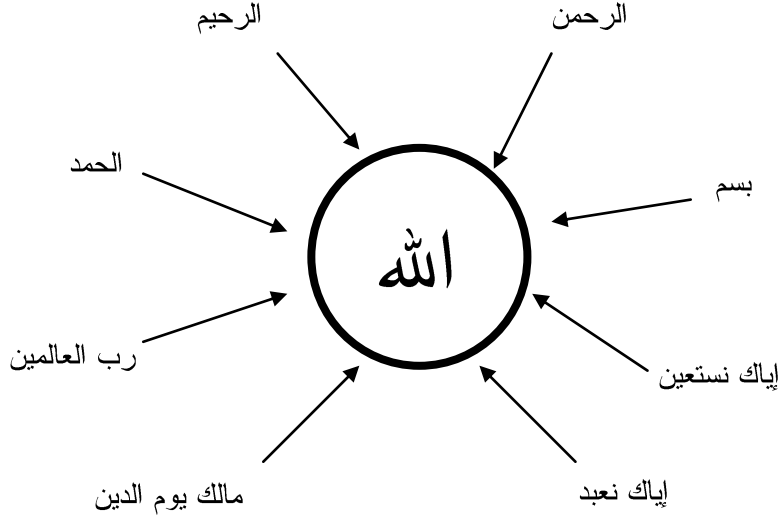 الرحمن
الرحيم
بسم
الحمد
الله
إياك نستعين
رب العالمين
إياك نعبد
مالك يوم الدين